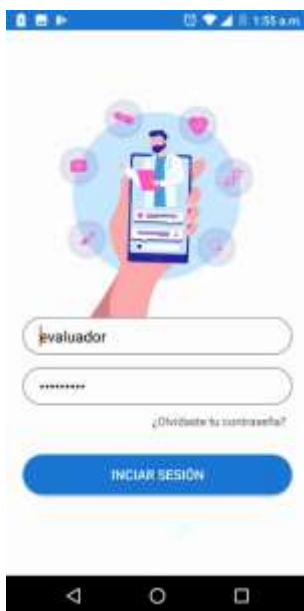 1:55 a.m.
evaluador
•••••••••
¿Olvidaste tu contraseña?
INCIAR SESIÓN